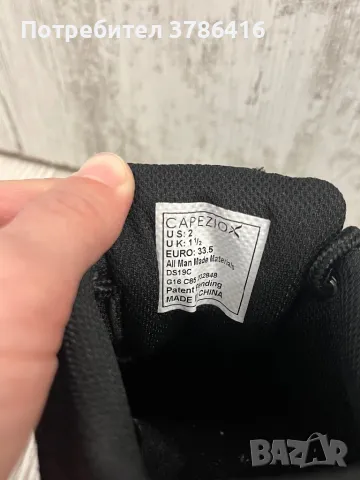 Потребител 3786416
CAPEZIO
US: 2
UK: 1½
EURO: 33.5
All Man Made Materials
DS19C
Patent Pending
MADE CHINA
BAZAR